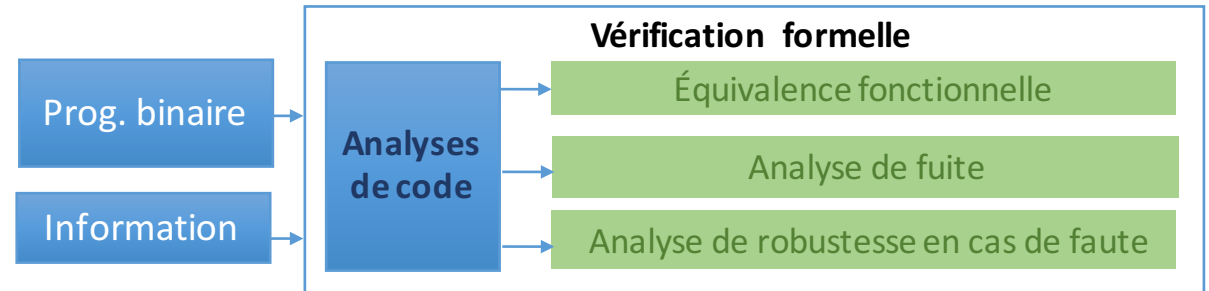 Vérification formelle
Prog. binaire
Information
Analyses
de code
Équivalence fonctionnelle
Analyse de fuite
Analyse de robustesse en cas de faute